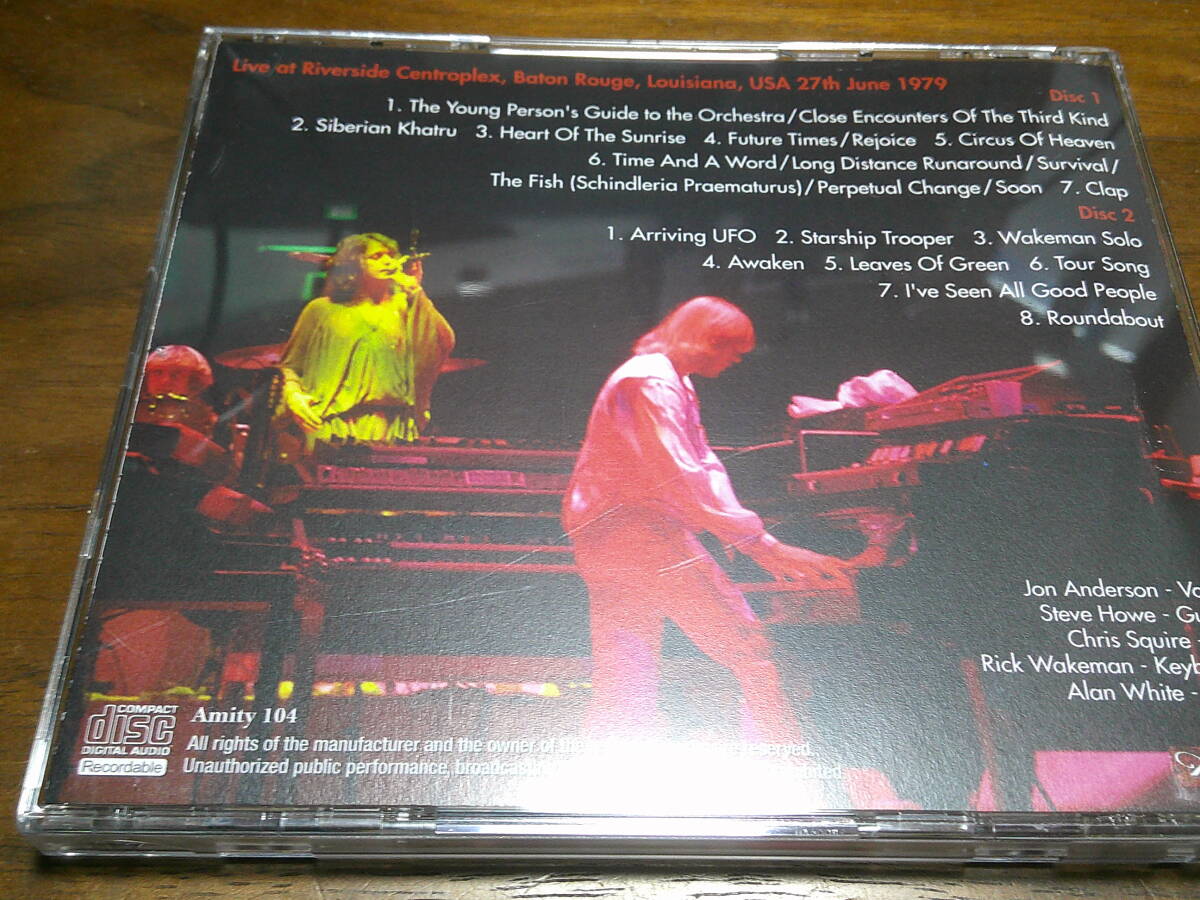 Live at Riverside Centroplex, Baton Rouge, Louisiana, USA 27th June 1979
Disc 1
1. The Young Person's Guide to the Orchestra/Close Encounters Of The Third Kind
2. Siberian Khatru 3. Heart Of The Sunrise 4. Future Times/Rejoice 5. Circus Of Heaven
6. Time And A Word/Long Distance Runaround/Survival/
The Fish (Schindleria Praematurus)/Perpetual Change/Soon 7. Clap
Disc 2
1. Arriving UFO 2. Starship Trooper 3. Wakeman Solo
4. Awaken 5. Leaves Of Green 6. Tour Song
7. I've Seen All Good People
8. Roundabout
Jon Anderson -
Steve Howe -
Chris Squire -
Rick Wakeman -
Alan White -
COMPACT
disc
DIGITAL AUDIO
Recordable
Amity 104
All rights of the manufacturer and the owner of the reserved
Unauthorized public performance,